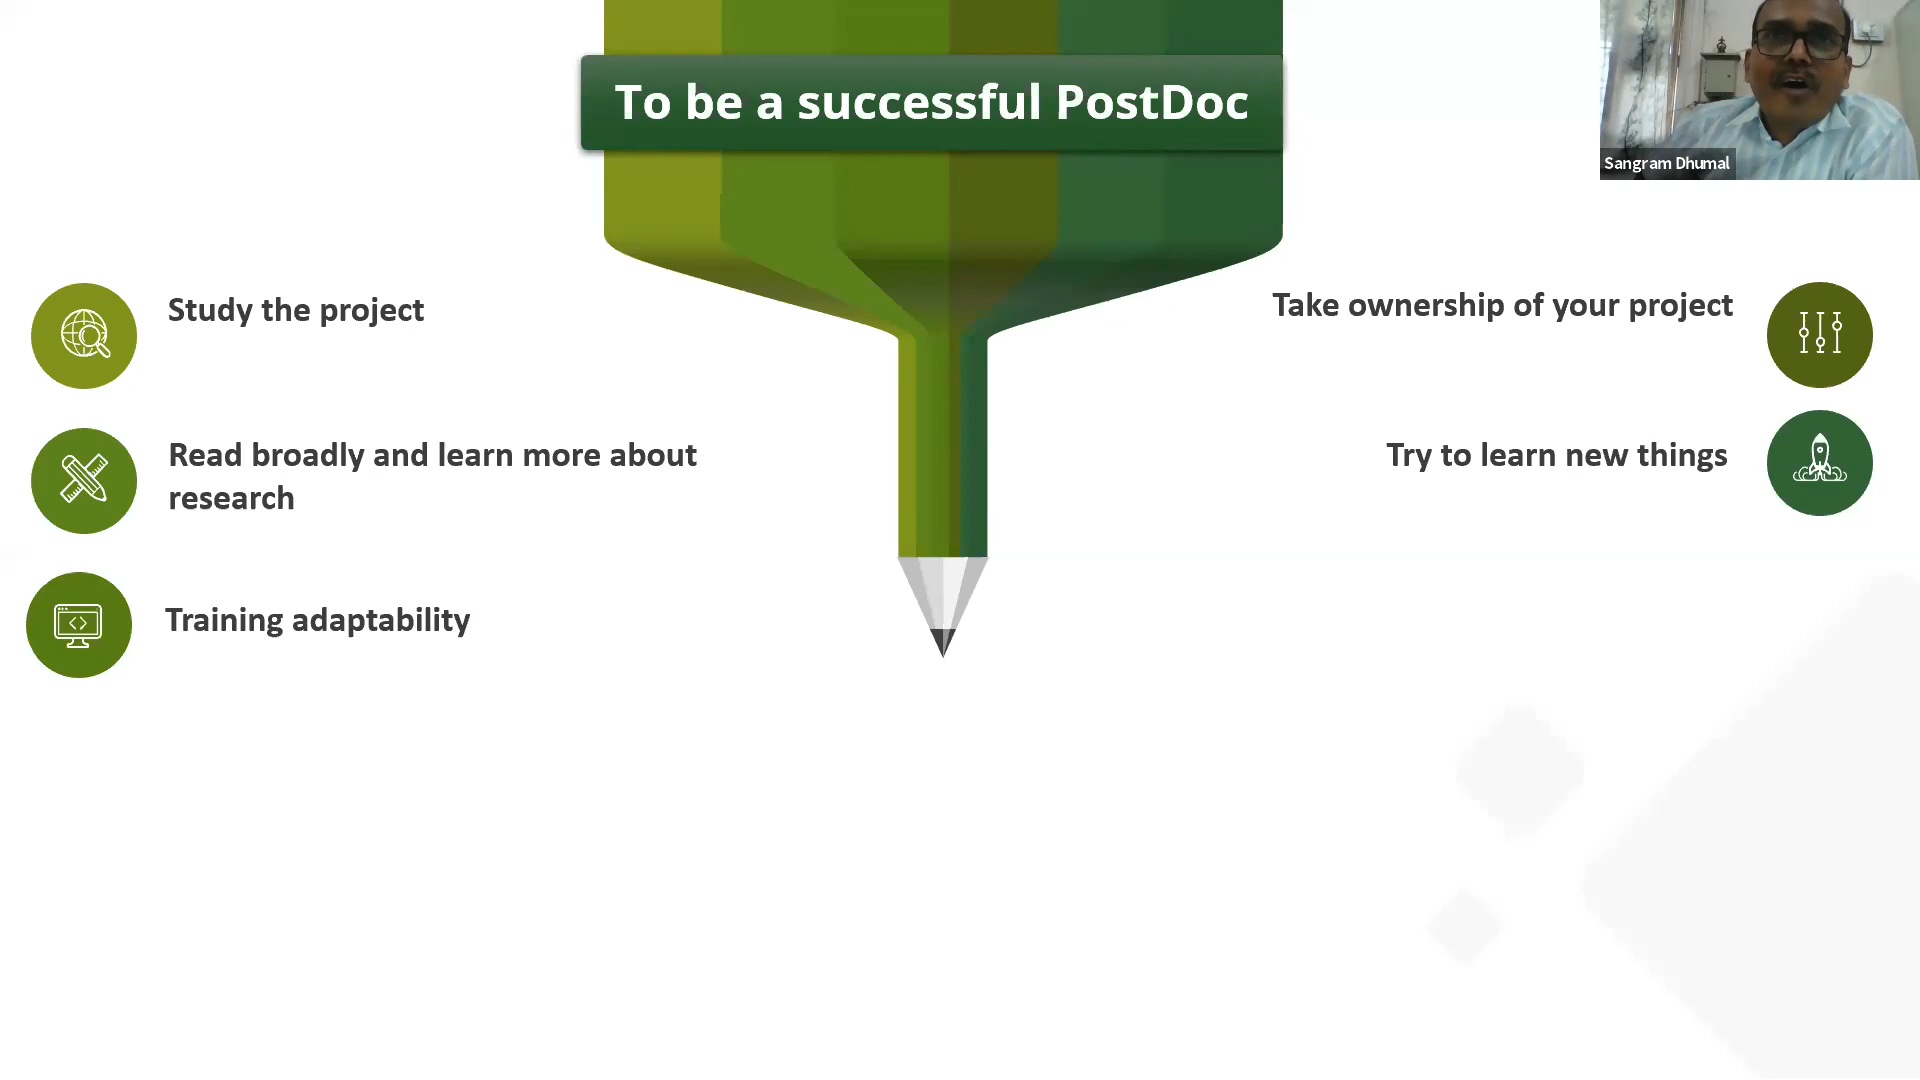 To be a successful PostDoc
Sangram Dhumal
Study the project
Read broadly and learn more about
research
Training adaptability
Take ownership of your project
Try to learn new things